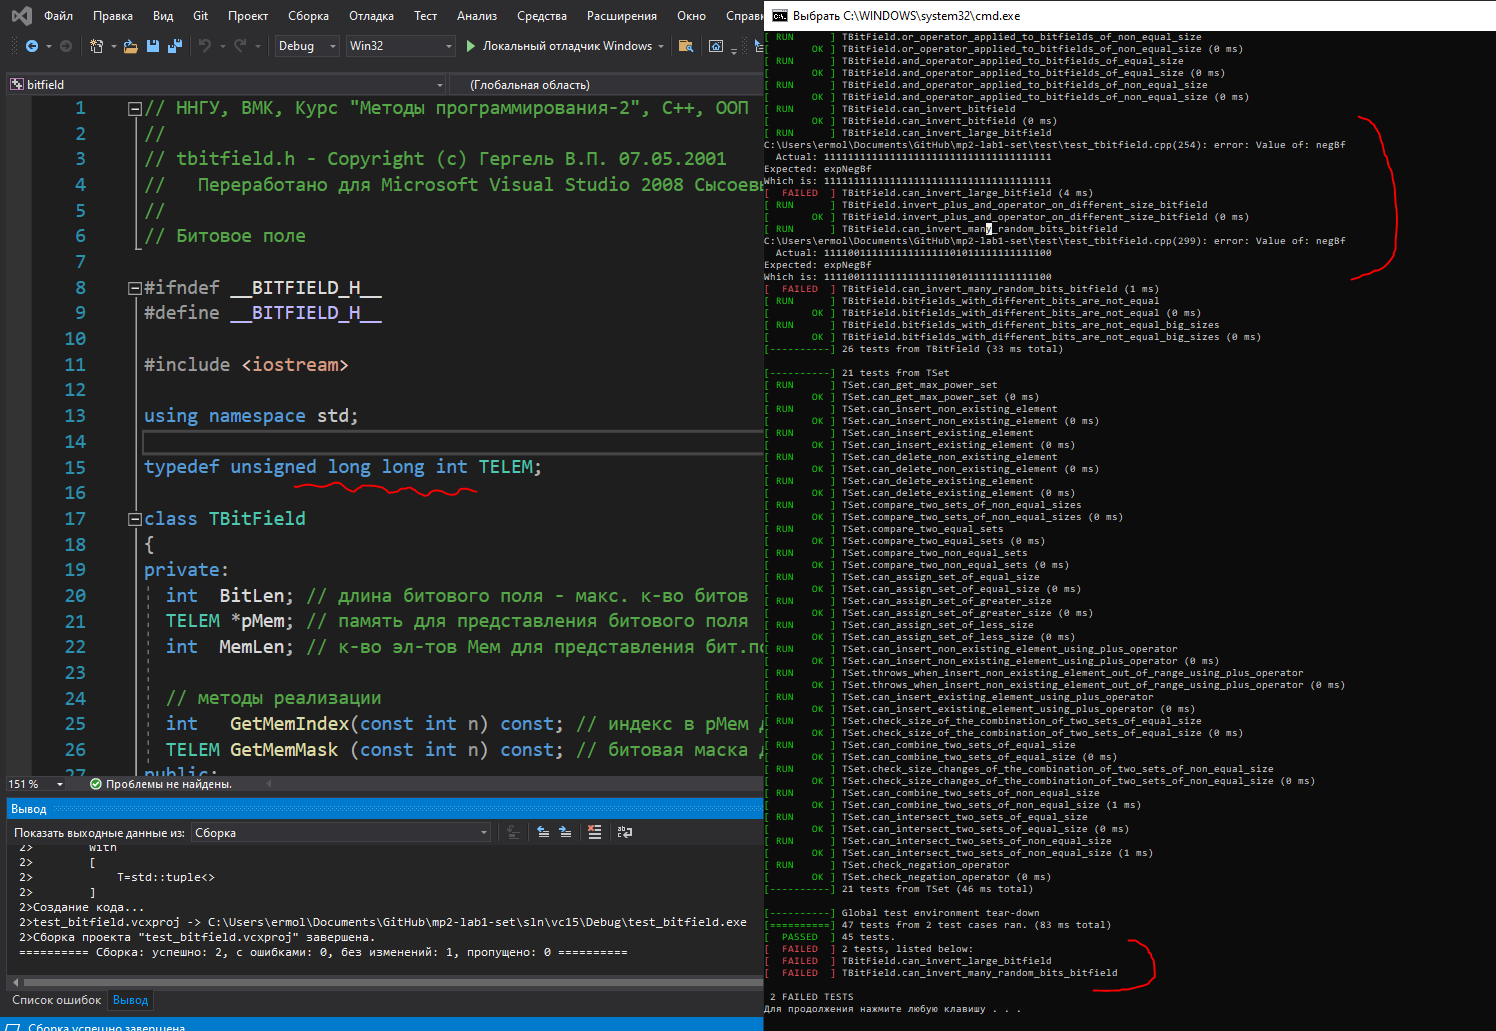 Файл Правка Вид Git Проект Сборка Отладка Тест Анализ Средства Расширения Окно Справ
Debug Win32 Локальный отладчик Windows
bitfield (Глобальная область)
1 // ННГУ, ВМК, Курс "Методы программирования-2", С++, ООП
2 //
3 // tbitfield.h - Copyright (c) Гергель В.П. 07.05.2001
4 //   Переработано для Microsoft Visual Studio 2008 Сысоев
5 //
6 // Битовое поле
7
8 #ifndef __BITFIELD_H__
9 #define __BITFIELD_H__
10
11 #include <iostream>
12
13 using namespace std;
14
15 typedef unsigned long long int TELEM;
16
17 class TBitField
18 {
19 private:
20   int  BitLen; // длина битового поля - макс. к-во битов
21   TELEM *pMem; // память для представления битового поля
22   int  MemLen; // к-во эл-тов Мем для представления бит.по
23
24   // методы реализации
25   int   GetMemIndex(const int n) const; // индекс в pМем д
26   TELEM GetMemMask (const int n) const; // битовая маска д
27 public:
151 % Проблемы не найдены.
Вывод
Показать выходные данные из: Сборка
2>        with
2>        [
2>            T=std::tuple<>
2>        ]
2>Создание кода...
2>test_bitfield.vcxproj -> C:\Users\ermol\Documents\GitHub\mp2-lab1-set\sln\vc15\Debug\test_bitfield.exe
2>Сборка проекта "test_bitfield.vcxproj" завершена.
========== Сборка: успешно: 2, с ошибками: 0, без изменений: 1, пропущено: 0 ==========
Список ошибок Вывод
Сборка успешно завершена
Выбрать C:\WINDOWS\system32\cmd.exe
[ RUN      ] TBitField.or_operator_applied_to_bitfields_of_non_equal_size
[       OK ] TBitField.or_operator_applied_to_bitfields_of_non_equal_size (0 ms)
[ RUN      ] TBitField.and_operator_applied_to_bitfields_of_equal_size
[       OK ] TBitField.and_operator_applied_to_bitfields_of_equal_size (0 ms)
[ RUN      ] TBitField.and_operator_applied_to_bitfields_of_non_equal_size
[       OK ] TBitField.and_operator_applied_to_bitfields_of_non_equal_size (0 ms)
[ RUN      ] TBitField.can_invert_bitfield
[       OK ] TBitField.can_invert_bitfield (0 ms)
[ RUN      ] TBitField.can_invert_large_bitfield
C:\Users\ermol\Documents\GitHub\mp2-lab1-set\test\test_tbitfield.cpp(254): error: Value of: negBf
  Actual: 11111111111111111111111111111111111111
Expected: expNegBf
Which is: 11111111111111111111111111111111111111
[  FAILED  ] TBitField.can_invert_large_bitfield (4 ms)
[ RUN      ] TBitField.invert_plus_and_operator_on_different_size_bitfield
[       OK ] TBitField.invert_plus_and_operator_on_different_size_bitfield (0 ms)
[ RUN      ] TBitField.can_invert_many_random_bits_bitfield
C:\Users\ermol\Documents\GitHub\mp2-lab1-set\test\test_tbitfield.cpp(299): error: Value of: negBf
  Actual: 11110011111111111111101011111111111100
Expected: expNegBf
Which is: 11110011111111111111101011111111111100
[  FAILED  ] TBitField.can_invert_many_random_bits_bitfield (1 ms)
[ RUN      ] TBitField.bitfields_with_different_bits_are_not_equal
[       OK ] TBitField.bitfields_with_different_bits_are_not_equal (0 ms)
[ RUN      ] TBitField.bitfields_with_different_bits_are_not_equal_big_sizes
[       OK ] TBitField.bitfields_with_different_bits_are_not_equal_big_sizes (0 ms)
[----------] 26 tests from TBitField (33 ms total)
[----------] 21 tests from TSet
[ RUN      ] TSet.can_get_max_power_set
[       OK ] TSet.can_get_max_power_set (0 ms)
[ RUN      ] TSet.can_insert_non_existing_element
[       OK ] TSet.can_insert_non_existing_element (0 ms)
[ RUN      ] TSet.can_insert_existing_element
[       OK ] TSet.can_insert_existing_element (0 ms)
[ RUN      ] TSet.can_delete_non_existing_element
[       OK ] TSet.can_delete_non_existing_element (0 ms)
[ RUN      ] TSet.can_delete_existing_element
[       OK ] TSet.can_delete_existing_element (0 ms)
[ RUN      ] TSet.compare_two_sets_of_non_equal_sizes
[       OK ] TSet.compare_two_sets_of_non_equal_sizes (0 ms)
[ RUN      ] TSet.compare_two_equal_sets
[       OK ] TSet.compare_two_equal_sets (0 ms)
[ RUN      ] TSet.compare_two_non_equal_sets
[       OK ] TSet.compare_two_non_equal_sets (0 ms)
[ RUN      ] TSet.can_assign_set_of_equal_size
[       OK ] TSet.can_assign_set_of_equal_size (0 ms)
[ RUN      ] TSet.can_assign_set_of_greater_size
[       OK ] TSet.can_assign_set_of_greater_size (0 ms)
[ RUN      ] TSet.can_assign_set_of_less_size
[       OK ] TSet.can_assign_set_of_less_size (0 ms)
[ RUN      ] TSet.can_insert_non_existing_element_using_plus_operator
[       OK ] TSet.can_insert_non_existing_element_using_plus_operator (0 ms)
[ RUN      ] TSet.throws_when_insert_non_existing_element_out_of_range_using_plus_operator
[       OK ] TSet.throws_when_insert_non_existing_element_out_of_range_using_plus_operator (0 ms)
[ RUN      ] TSet.can_insert_existing_element_using_plus_operator
[       OK ] TSet.can_insert_existing_element_using_plus_operator (0 ms)
[ RUN      ] TSet.check_size_of_the_combination_of_two_sets_of_equal_size
[       OK ] TSet.check_size_of_the_combination_of_two_sets_of_equal_size (0 ms)
[ RUN      ] TSet.can_combine_two_sets_of_equal_size
[       OK ] TSet.can_combine_two_sets_of_equal_size (0 ms)
[ RUN      ] TSet.check_size_changes_of_the_combination_of_two_sets_of_non_equal_size
[       OK ] TSet.check_size_changes_of_the_combination_of_two_sets_of_non_equal_size (0 ms)
[ RUN      ] TSet.can_combine_two_sets_of_non_equal_size
[       OK ] TSet.can_combine_two_sets_of_non_equal_size (1 ms)
[ RUN      ] TSet.can_intersect_two_sets_of_equal_size
[       OK ] TSet.can_intersect_two_sets_of_equal_size (0 ms)
[ RUN      ] TSet.can_intersect_two_sets_of_non_equal_size
[       OK ] TSet.can_intersect_two_sets_of_non_equal_size (1 ms)
[ RUN      ] TSet.check_negation_operator
[       OK ] TSet.check_negation_operator (0 ms)
[----------] 21 tests from TSet (46 ms total)
[----------] Global test environment tear-down
[==========] 47 tests from 2 test cases ran. (83 ms total)
[  PASSED  ] 45 tests.
[  FAILED  ] 2 tests, listed below:
[  FAILED  ] TBitField.can_invert_large_bitfield
[  FAILED  ] TBitField.can_invert_many_random_bits_bitfield
 2 FAILED TESTS
Для продолжения нажмите любую клавишу . . .